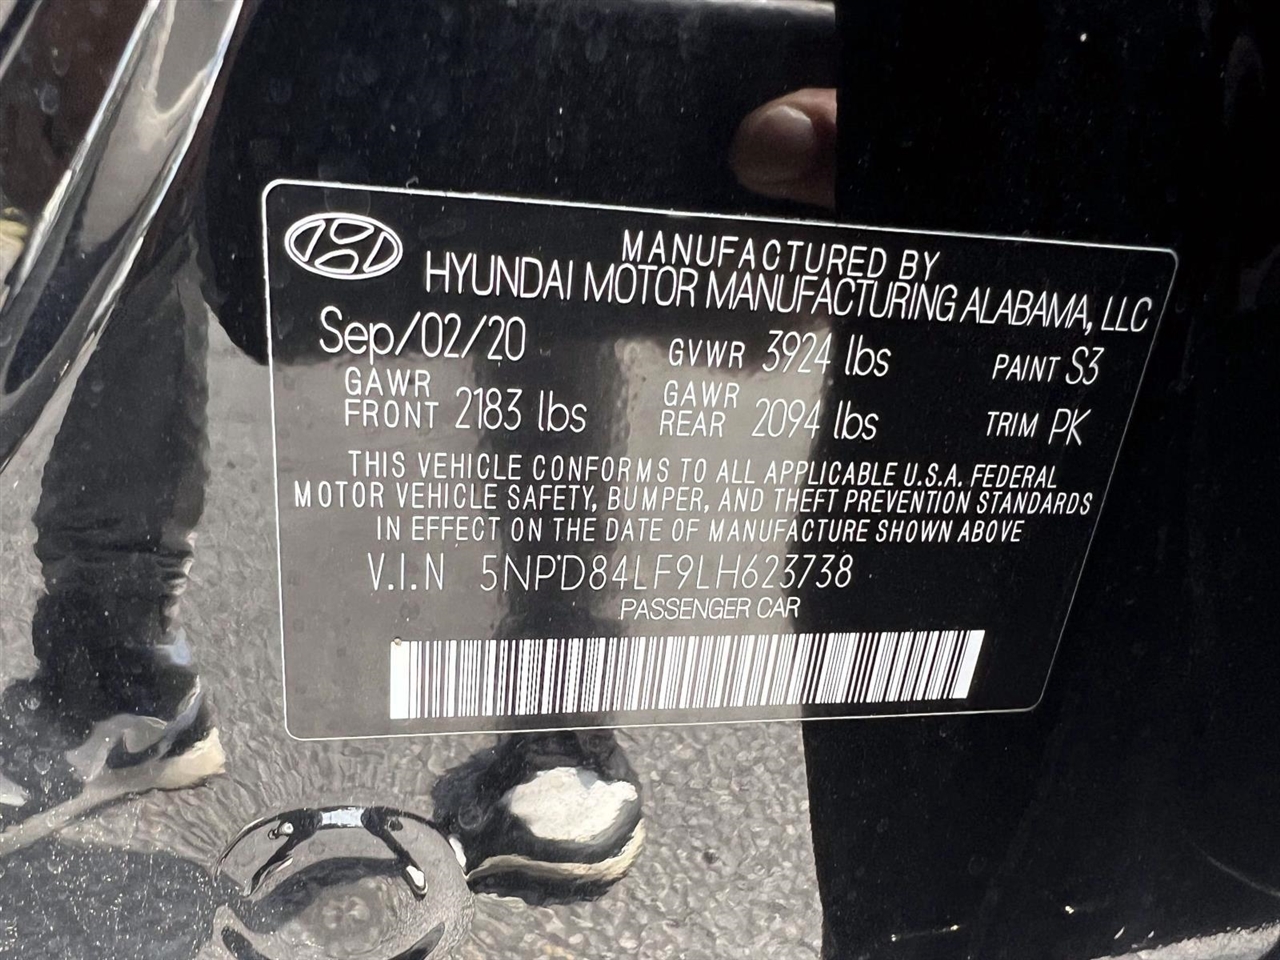 MANUFACTURED BY
HYUNDAI MOTOR MANUFACTURING ALABAMA, LLC
Sep/02/20 GVWR 3924 lbs PAINT S3
GAWR FRONT 2183 lbs GAWR REAR 2094 lbs TRIM PK
THIS VEHICLE CONFORMS TO ALL APPLICABLE U.S.A. FEDERAL
MOTOR VEHICLE SAFETY, BUMPER, AND THEFT PREVENTION STANDARDS
IN EFFECT ON THE DATE OF MANUFACTURE SHOWN ABOVE
V.I.N 5NPD84LF9LH623738
PASSENGER CAR